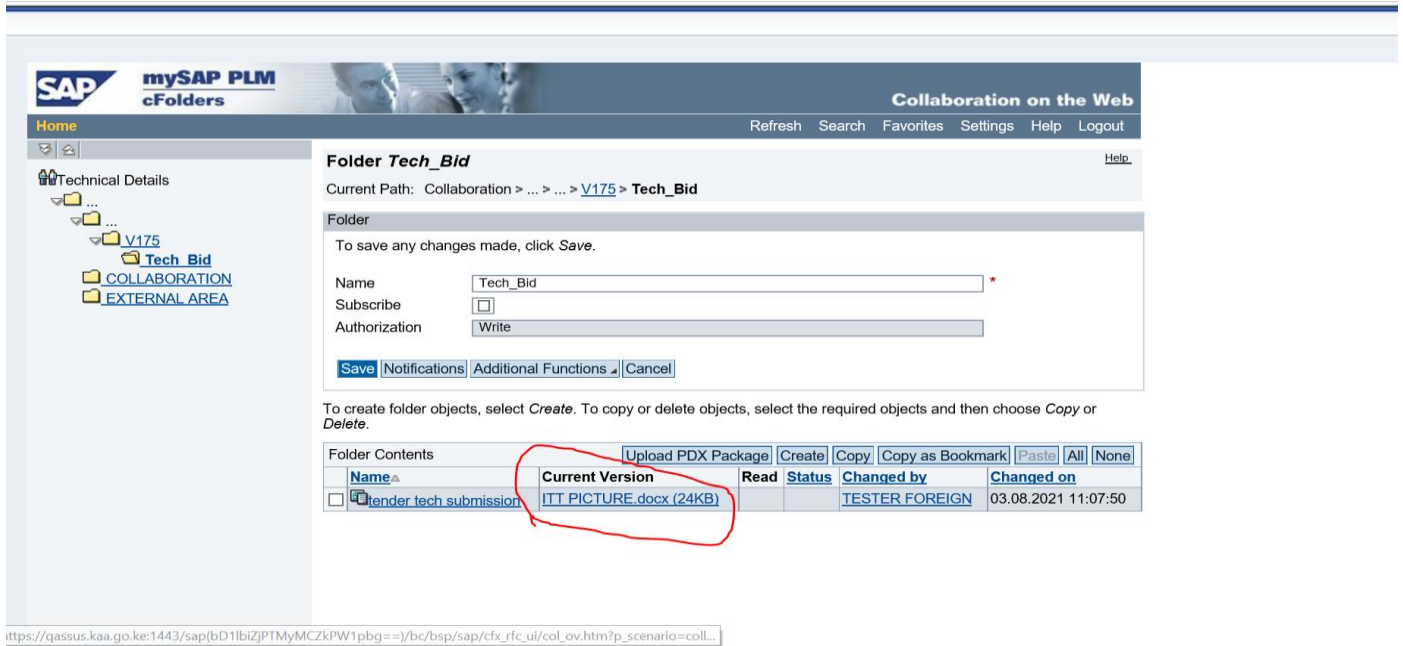 SAP mySAP PLM
cFolders
Collaboration on the Web
Home Refresh Search Favorites Settings Help Logout
Technical Details
...
...
V175
Tech_Bid
COLLABORATION
EXTERNAL AREA
Folder Tech_Bid Help
Current Path: Collaboration > ... > ... > V175 > Tech_Bid
Folder
To save any changes made, click Save.
Name Tech_Bid *
Subscribe
Authorization Write
Save Notifications Additional Functions Cancel
To create folder objects, select Create. To copy or delete objects, select the required objects and then choose Copy or
Delete.
Folder Contents Upload PDX Package Create Copy Copy as Bookmark Paste All None
Name Current Version Read Status Changed by Changed on
tender tech submission ITT PICTURE.docx (24KB) TESTER FOREIGN 03.08.2021 11:07:50
ttps://qassus.kaa.go.ke:1443/sap(bD1lbiZjPTMyMCZkPW1pbg==)/bc/bsp/sap/cfx_rfc_ui/col_ov.htm?p_scenario=coll...